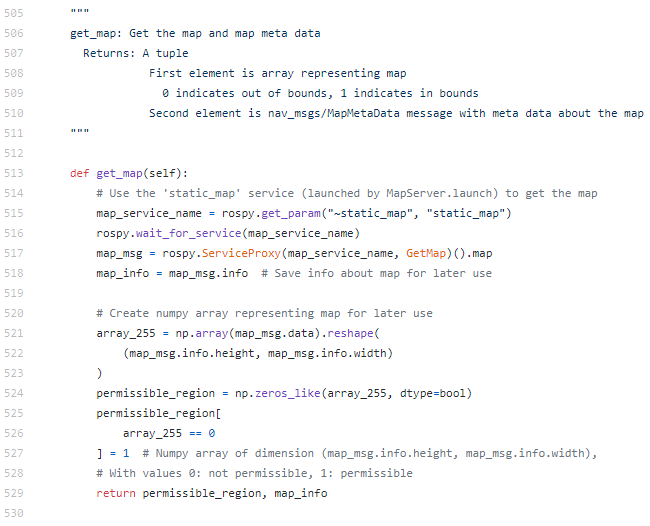 505 """
506 get_map: Get the map and map meta data
507 Returns: A tuple
508 First element is array representing map
509 0 indicates out of bounds, 1 indicates in bounds
510 Second element is nav_msgs/MapMetaData message with meta data about the map
511 """
512
513 def get_map(self):
514 # Use the 'static_map' service (launched by MapServer.launch) to get the map
515 map_service_name = rospy.get_param("~static_map", "static_map")
516 rospy.wait_for_service(map_service_name)
517 map_msg = rospy.ServiceProxy(map_service_name, GetMap)().map
518 map_info = map_msg.info  # Save info about map for later use
519
520 # Create numpy array representing map for later use
521 array_255 = np.array(map_msg.data).reshape(
522 (map_msg.info.height, map_msg.info.width)
523 )
524 permissible_region = np.zeros_like(array_255, dtype=bool)
525 permissible_region[
526 array_255 == 0
527 ] = 1  # Numpy array of dimension (map_msg.info.height, map_msg.info.width),
528 # With values 0: not permissible, 1: permissible
529 return permissible_region, map_info
530